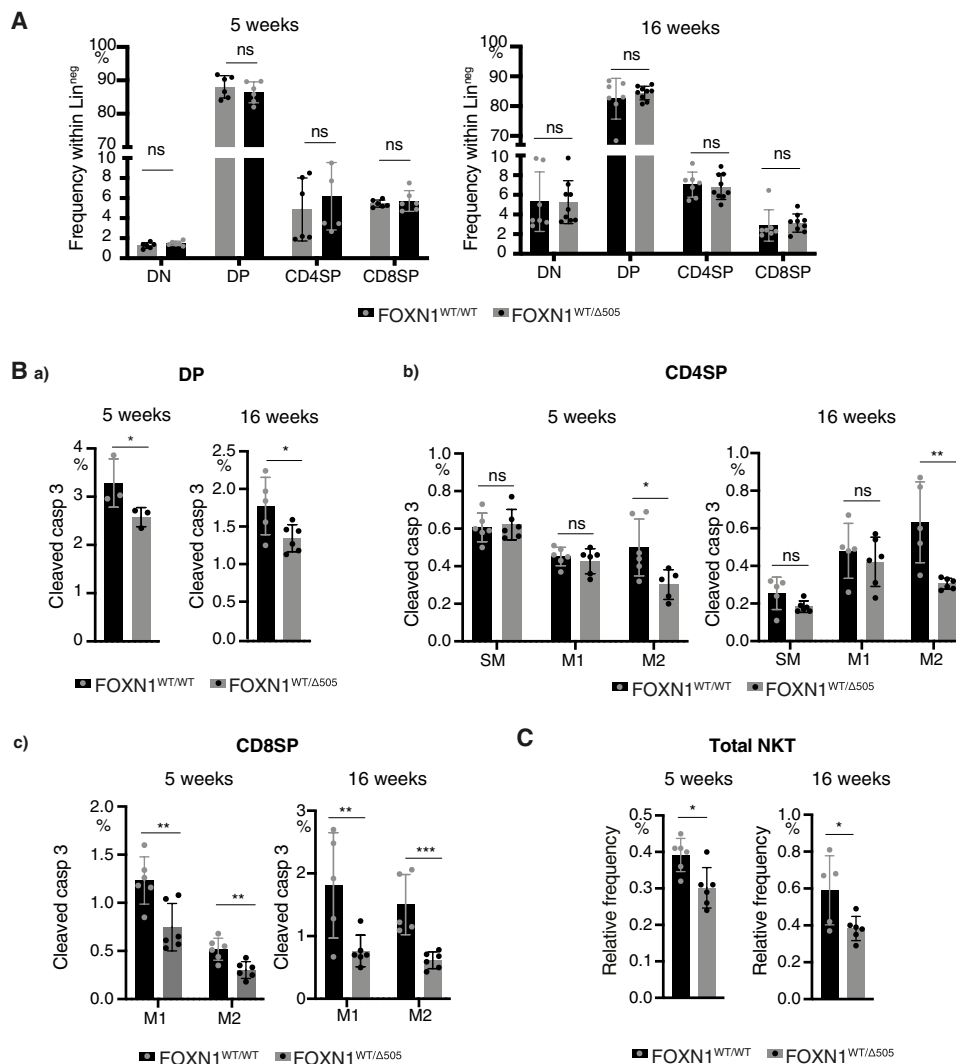 A
5 weeks
16 weeks
Frequency within Lin^neg
100
%
90
80
70
10
8
6
4
2
0
ns
ns
ns
ns
DN
DP
CD4SP
CD8SP
Frequency within Lin^neg
100
%
90
80
70
10
8
6
4
2
0
ns
ns
ns
ns
DN
DP
CD4SP
CD8SP
FOXN1^WT/WT FOXN1^WT/Δ505
B a)
DP
5 weeks
16 weeks
Cleaved casp 3
4
%
3
2
1
0
*
Cleaved casp 3
2.5
%
2.0
1.5
1.0
0.5
0.0
*
FOXN1^WT/WT FOXN1^WT/Δ505
b)
CD4SP
5 weeks
16 weeks
Cleaved casp 3
1.0
%
0.8
0.6
0.4
0.2
0.0
ns
ns
*
SM
M1
M2
Cleaved casp 3
1.0
%
0.8
0.6
0.4
0.2
0.0
ns
ns
**
SM
M1
M2
FOXN1^WT/WT FOXN1^WT/Δ505
c)
CD8SP
5 weeks
16 weeks
Cleaved casp 3
2.0
%
1.5
1.0
0.5
0.0
**
**
M1
M2
Cleaved casp 3
3
%
2
1
0
**
***
M1
M2
FOXN1^WT/WT FOXN1^WT/Δ505
C
Total NKT
5 weeks
16 weeks
Relative frequency
0.5
%
0.4
0.3
0.2
0.1
0.0
*
Relative frequency
1.0
%
0.8
0.6
0.4
0.2
0.0
*
FOXN1^WT/WT FOXN1^WT/Δ505